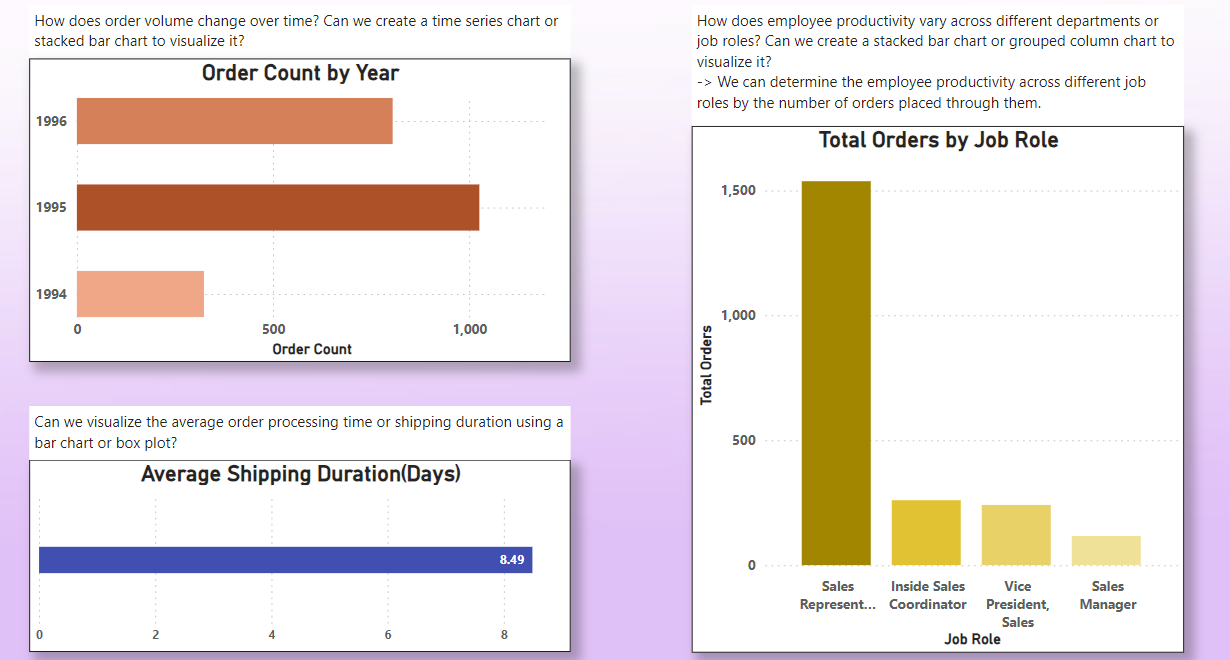 How does order volume change over time? Can we create a time series chart or
stacked bar chart to visualize it?
Order Count by Year
1996
1995
1994
0
500
1,000
Order Count
Can we visualize the average order processing time or shipping duration using a
bar chart or box plot?
Average Shipping Duration(Days)
8.49
0
2
4
6
8
How does employee productivity vary across different departments or
job roles? Can we create a stacked bar chart or grouped column chart to
visualize it?
-> We can determine the employee productivity across different job
roles by the number of orders placed through them.
Total Orders by Job Role
Total Orders
1,500
1,000
500
0
Sales
Represent...
Inside Sales
Coordinator
Vice
President,
Sales
Sales
Manager
Job Role